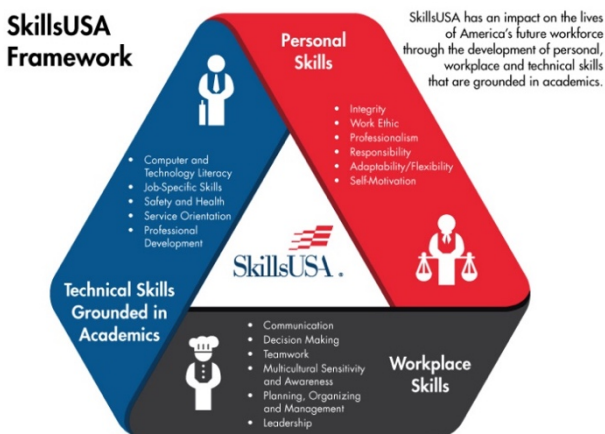 SkillsUSA
Framework
SkillsUSA has an impact on the lives
of America's future workforce
through the development of personal,
workplace and technical skills
that are grounded in academics.
Personal
Skills
• Integrity
• Work Ethic
• Professionalism
• Responsibility
• Adaptability/Flexibility
• Self-Motivation
• Computer and
Technology Literacy
• Job-Specific Skills
• Safety and Health
• Service Orientation
• Professional
Development
Technical Skills
Grounded in
Academics
SkillsUSA.
• Communication
• Decision Making
• Teamwork
• Multicultural Sensitivity
and Awareness
• Planning, Organizing
and Management
• Leadership
Workplace
Skills